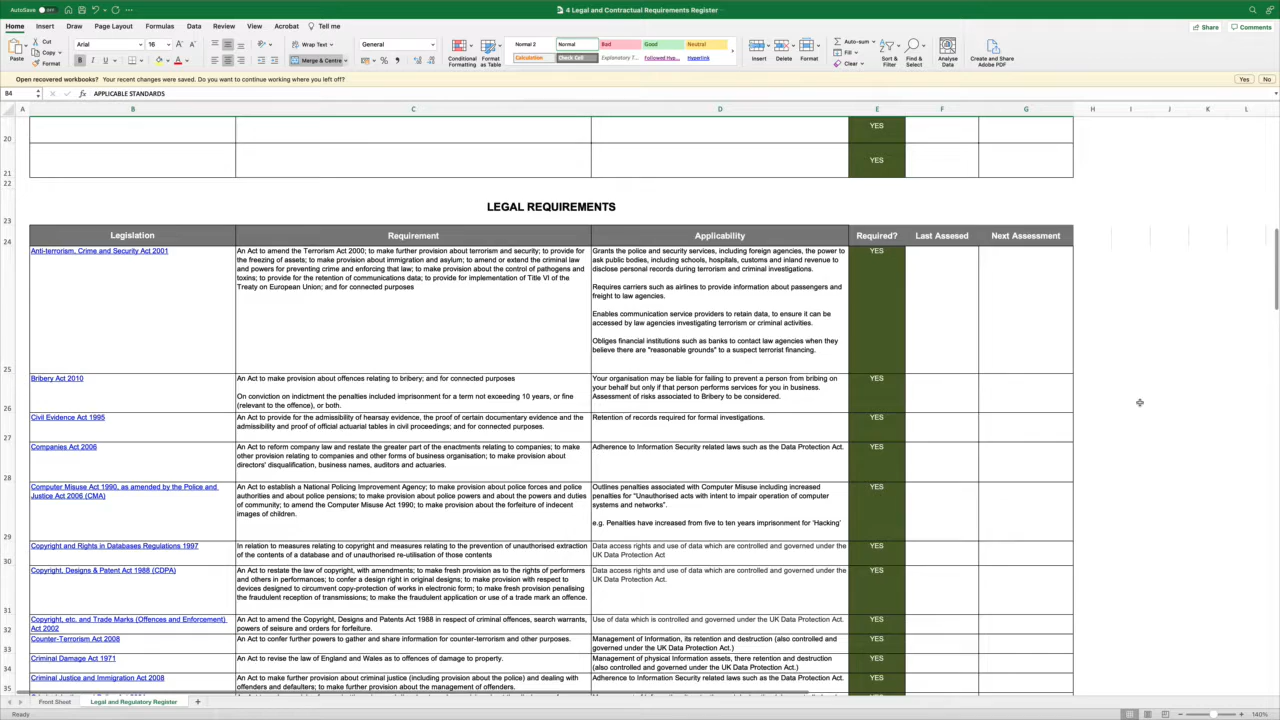 AutoSave OFF
4 Legal and Contractual Requirements Register
Home Insert Draw Page Layout Formulas Data Review View Acrobat Tell me
Share Comments
Paste
Cut
Copy
Format
Arial 16
B I U
Wrap Text
Merge & Centre
General
Conditional Formatting
Format as Table
Normal 2 Normal Bad Good Neutral
Calculation Check Cell Explanatory T... Followed Hyp... Hyperlink
Insert Delete Format
Auto-sum
Fill
Clear
Sort & Filter
Find & Select
Analyse Data
Create and Share Adobe PDF
Open recovered workbooks? Your recent changes were saved. Do you want to continue working where you left off? Yes No
B4 fx APPLICABLE STANDARDS
A B C D E F G H I J K L
YES
20
YES
21
22
LEGAL REQUIREMENTS
23
Legislation Requirement Applicability Required? Last Assesed Next Assessment
24
Anti-terrorism, Crime and Security Act 2001
An Act to amend the Terrorism Act 2000; to make further provision about terrorism and security; to provide for
the freezing of assets; to make provision about immigration and asylum; to amend or extend the criminal law
and powers for preventing crime and enforcing that law; to make provision about the control of pathogens and
toxins; to provide for the retention of communications data; to provide for implementation of Title VI of the
Treaty on European Union; and for connected purposes
Grants the police and security services, including foreign agencies, the power to
ask public bodies, including schools, hospitals, customs and inland revenue to
disclose personal records during terrorism and criminal investigations.
Requires carriers such as airlines to provide information about passengers and
freight to law agencies.
Enables communication service providers to retain data, to ensure it can be
accessed by law agencies investigating terrorism or criminal activities.
Obliges financial institutions such as banks to contact law agencies when they
believe there are "reasonable grounds" to a suspect terrorist financing.
YES
25
Bribery Act 2010
An Act to make provision about offences relating to bribery; and for connected purposes
On conviction on indictment the penalties included imprisonment for a term not exceeding 10 years, or fine
(relevant to the offence), or both.
Your organisation may be liable for failing to prevent a person from bribing on
your behalf but only if that person performs services for you in business.
Assessment of risks associated to Bribery to be considered.
YES
26
Civil Evidence Act 1995
An Act to provide for the admissibility of hearsay evidence, the proof of certain documentary evidence and the
admissibility and proof of official actuarial tables in civil proceedings; and for connected purposes.
Retention of records required for formal investigations.
YES
27
Companies Act 2006
An Act to reform company law and restate the greater part of the enactments relating to companies; to make
other provision relating to companies and other forms of business organisation; to make provision about
directors' disqualification, business names, auditors and actuaries.
Adherence to Information Security related laws such as the Data Protection Act.
YES
28
Computer Misuse Act 1990, as amended by the Police and
Justice Act 2006 (CMA)
An Act to establish a National Policing Improvement Agency; to make provision about police forces and police
authorities and about police pensions; to make provision about police powers and about the powers and duties
of community; to amend the Computer Misuse Act 1990; to make provision about the forfeiture of indecent
images of children.
Outlines penalties associated with Computer Misuse including increased
penalties for “Unauthorised acts with intent to impair operation of computer
systems and networks”.
e.g. Penalties have increased from five to ten years imprisonment for 'Hacking'
YES
29
Copyright and Rights in Databases Regulations 1997
In relation to measures relating to copyright and measures relating to the prevention of unauthorised extraction
of the contents of a database and of unauthorised re-utilisation of those contents
Data access rights and use of data which are controlled and governed under the
UK Data Protection Act
YES
30
Copyright, Designs & Patent Act 1988 (CDPA)
An Act to restate the law of copyright, with amendments; to make fresh provision as to the rights of performers
and others in performances; to confer a design right in original designs; to make provision with respect to
devices designed to circumvent copy-protection of works in electronic form; to make fresh provision penalising
the fraudulent reception of transmissions; to make the fraudulent application or use of a trade mark an offence.
Data access rights and use of data which are controlled and governed under the
UK Data Protection Act.
YES
31
Copyright, etc. and Trade Marks (Offences and Enforcement)
Act 2002
An Act to amend the Copyright, Designs and Patents Act 1988 in respect of criminal offences, search warrants,
powers of seisure and orders for forfeiture.
Use of data which is controlled and governed under the UK Data Protection Act.
YES
32
Counter-Terrorism Act 2008
An Act to confer further powers to gather and share information for counter-terrorism and other purposes.
Management of Information, its retention and destruction (also controlled and
governed under the UK Data Protection Act.)
YES
33
Criminal Damage Act 1971
An Act to revise the law of England and Wales as to offences of damage to property.
Management of physical Information assets, there retention and destruction
(also controlled and governed under the UK Data Protection Act.)
YES
34
Criminal Justice and Immigration Act 2008
An Act to make further provision about criminal justice (including provision about the police) and dealing with
offenders and defaulters; to make further provision about the management of offenders.
Adherence to Information Security related laws such as the Data Protection Act.
YES
35
Front Sheet Legal and Regulatory Register +
Ready 140%